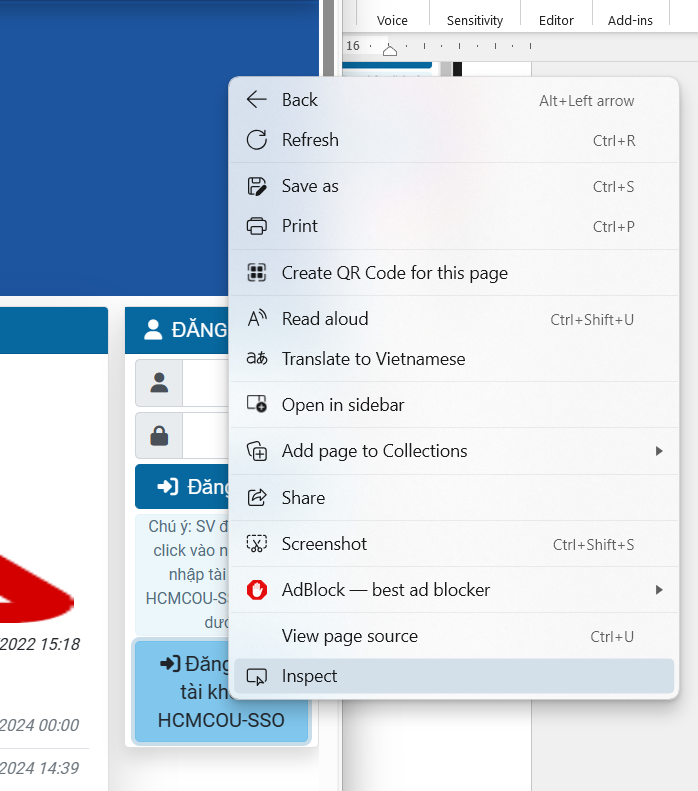 Voice
Sensitivity
Editor
Add-ins
16
Back
Alt+Left arrow
Refresh
Ctrl+R
Save as
Ctrl+S
Print
Ctrl+P
Create QR Code for this page
Read aloud
Ctrl+Shift+U
Translate to Vietnamese
Open in sidebar
Add page to Collections
Share
Screenshot
Ctrl+Shift+S
AdBlock — best ad blocker
View page source
Ctrl+U
Inspect
ĐĂNG
Đăng
Chú ý: SV
click vào
nhập tài
dướ
Đăng
tài
HCMCOU-SSO
2022 15:18
2024 00:00
2024 14:39